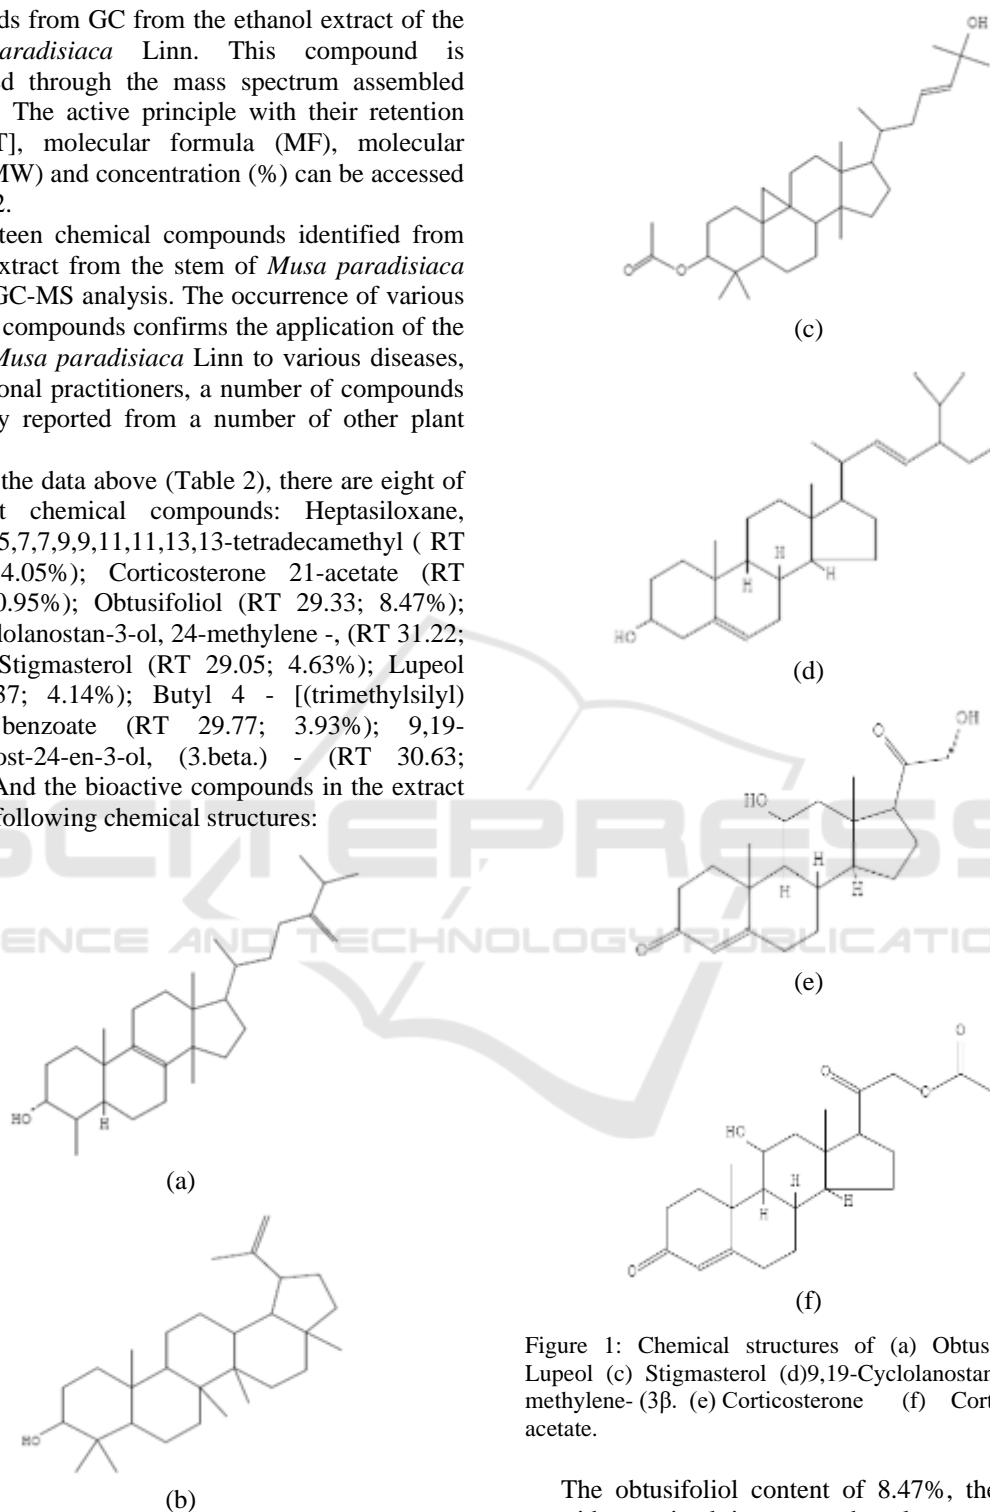 ds from GC from the ethanol extract of the
aradisiaca Linn. This compound is
d through the mass spectrum assembled
The active principle with their retention
T], molecular formula (MF), molecular
MW) and concentration (%) can be accessed
2.
teen chemical compounds identified from
xtract from the stem of Musa paradisiaca
GC-MS analysis. The occurrence of various
compounds confirms the application of the
Musa paradisiaca Linn to various diseases,
onal practitioners, a number of compounds
y reported from a number of other plant
the data above (Table 2), there are eight of
t chemical compounds: Heptasiloxane,
5,7,7,9,9,11,11,13,13-tetradecamethyl ( RT
4.05%); Corticosterone 21-acetate (RT
0.95%); Obtusifoliol (RT 29.33; 8.47%);
lolanostan-3-ol, 24-methylene -, (RT 31.22;
Stigmasterol (RT 29.05; 4.63%); Lupeol
37; 4.14%); Butyl 4 - [(trimethylsilyl)
benzoate (RT 29.77; 3.93%); 9,19-
ost-24-en-3-ol, (3.beta.) - (RT 30.63;
And the bioactive compounds in the extract
following chemical structures:
HO
H
(a)
HO
(b)
OH
O
O
(c)
H
H
H
HO
(d)
OH
O
HO
H
H
H
O
(e)
O
O
O
HO
H
H
H
O
(f)
Figure 1: Chemical structures of (a) Obtus
Lupeol (c) Stigmasterol (d)9,19-Cyclolanostan
methylene- (3β. (e) Corticosterone (f) Cort
acetate.
The obtusifoliol content of 8.47%, the
SCITEPRESS
ENCE AND TECHNOLOGY PUBLICATIO